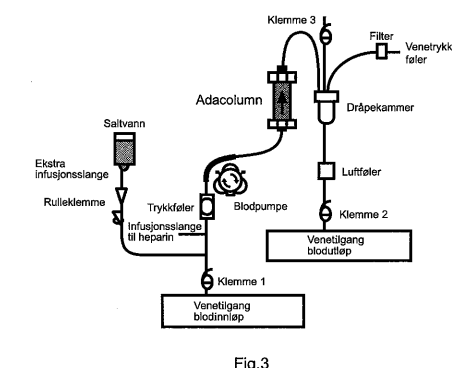 Klemme 3
Filter
Venetrykk
føler
Adacolumn
Dråpekammer
Saltvann
Ekstra
infusjonsslange
Luftføler
Rulleklemme
Trykkføler
Blodpumpe
Infusjonsslange
til heparin
Klemme 2
Venetilgang
blodutløp
Klemme 1
Venetilgang
blodinnløp
Fig.3